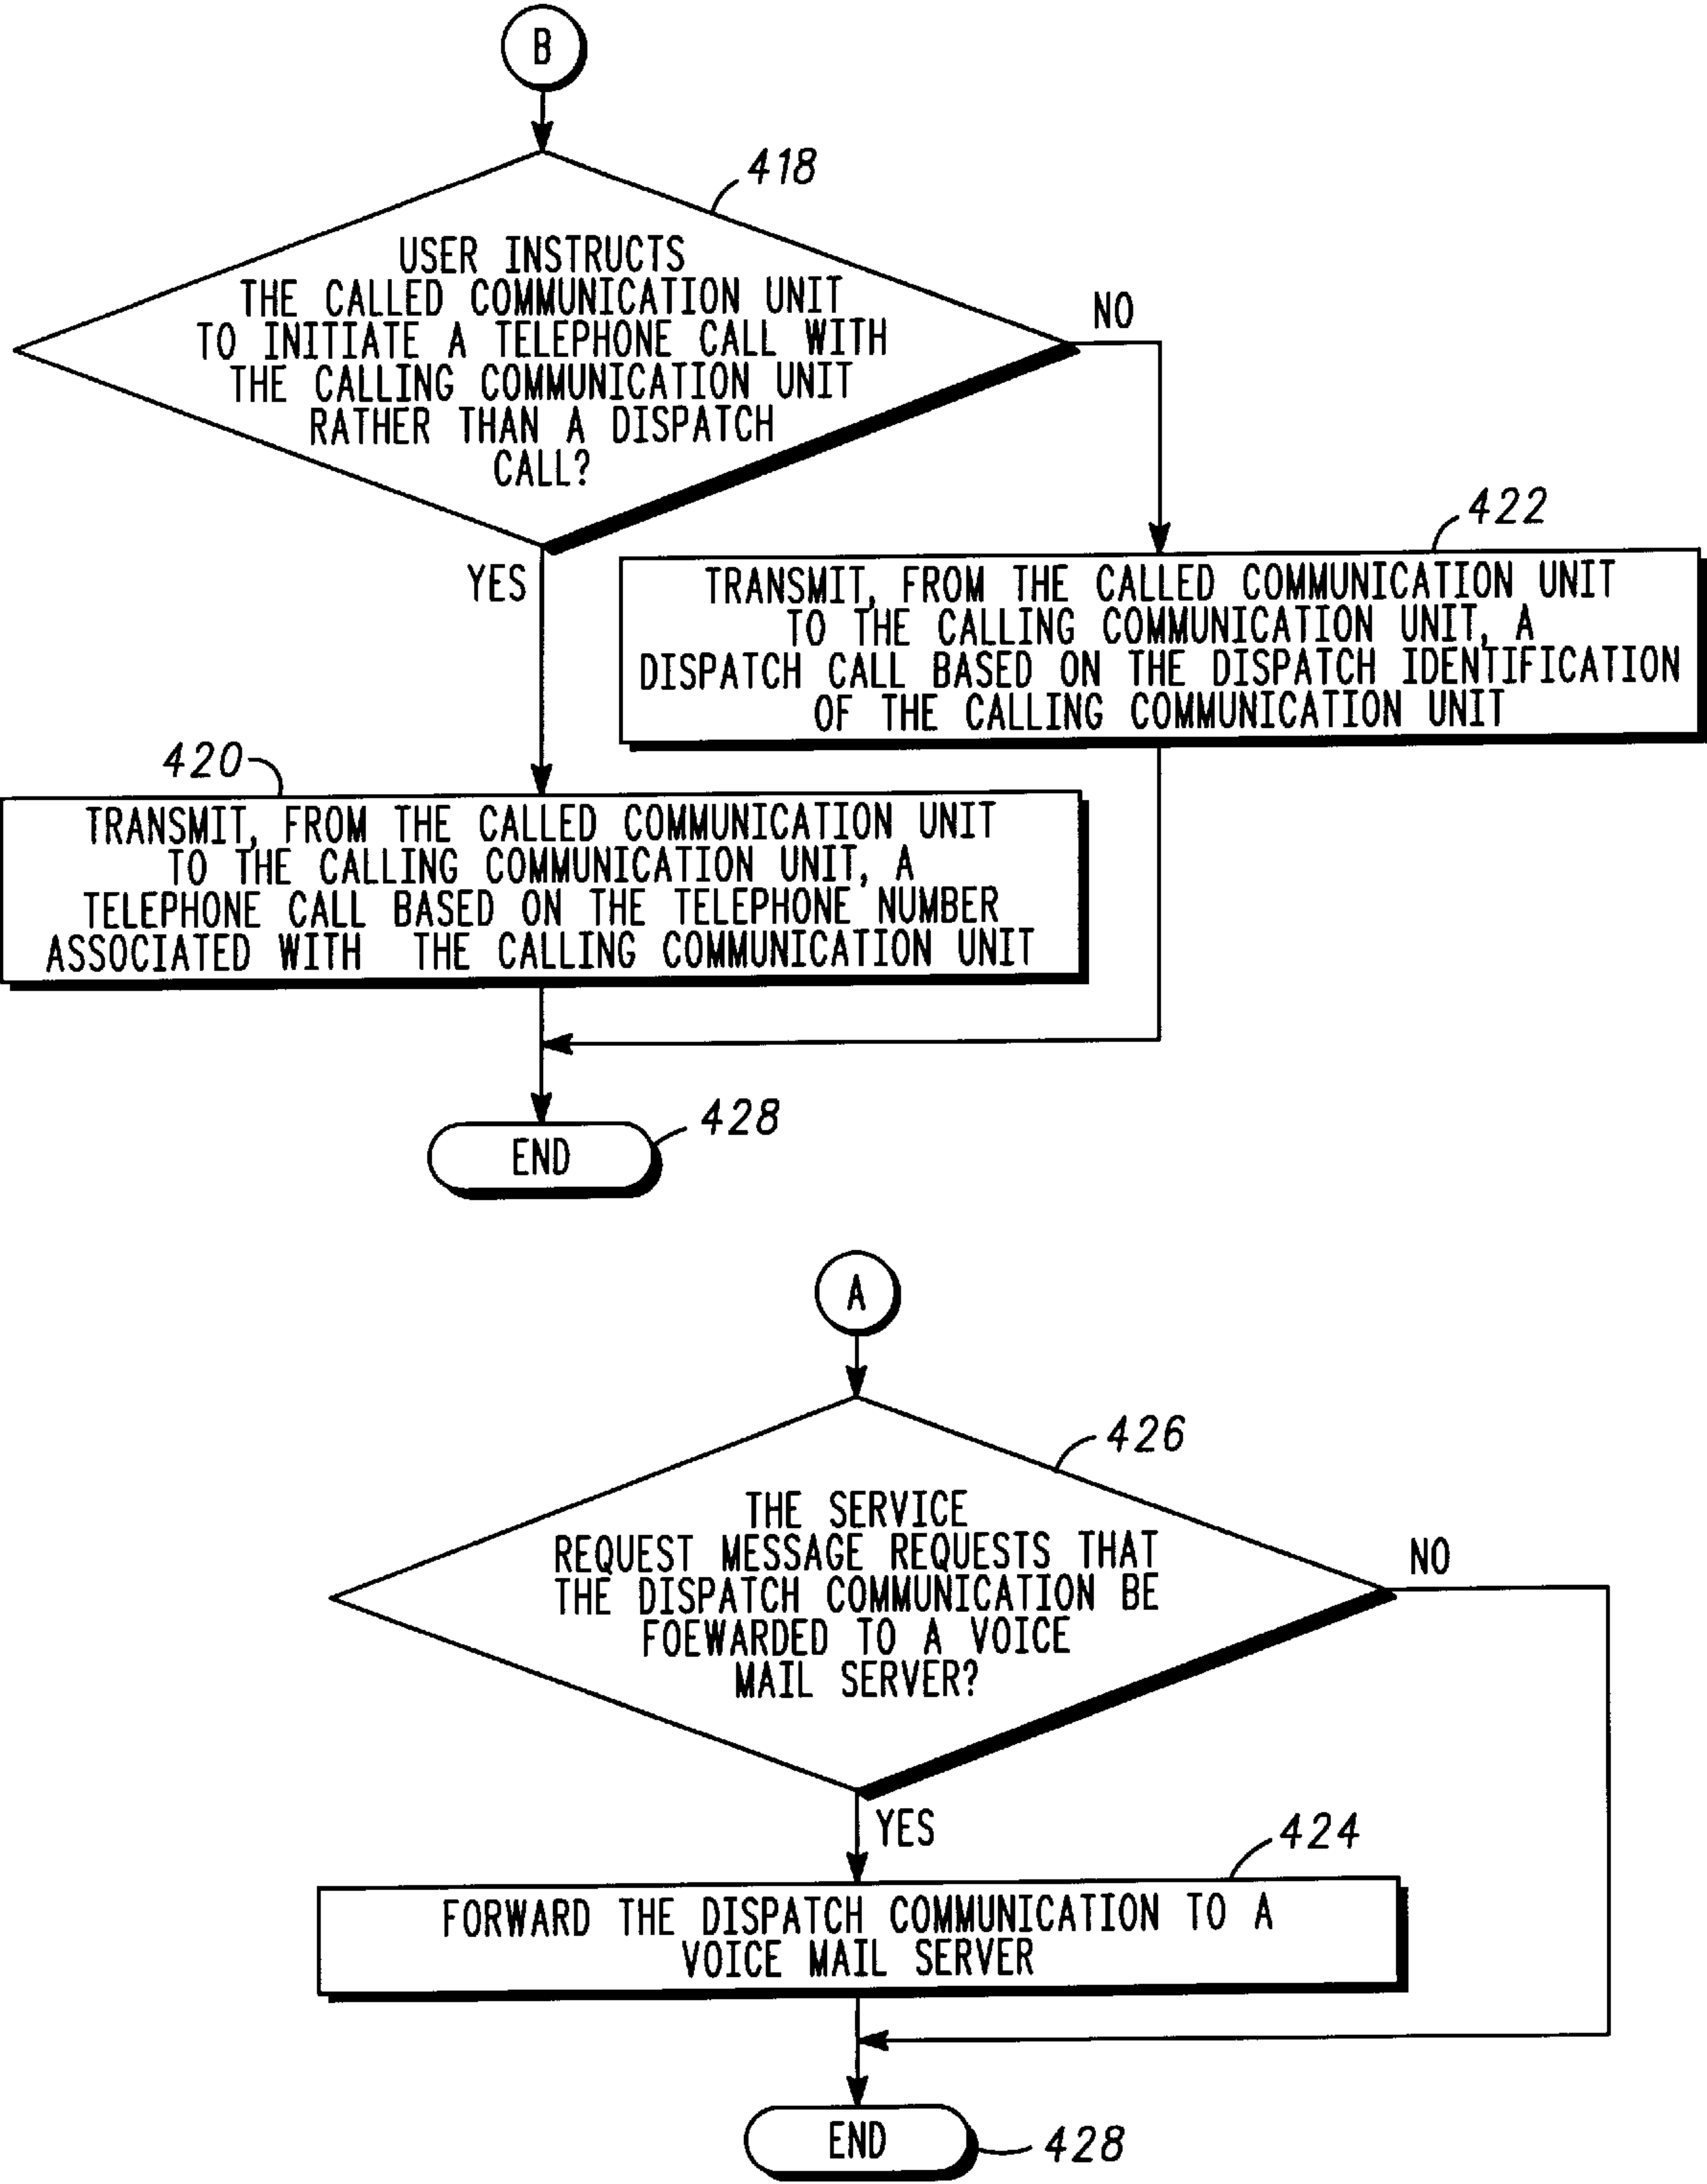 B
418
USER INSTRUCTS
THE CALLED COMMUNICATION UNIT
TO INITIATE A TELEPHONE CALL WITH
THE CALLING COMMUNICATION UNIT
RATHER THAN A DISPATCH
CALL?
NO
YES
422
TRANSMIT, FROM THE CALLED COMMUNICATION UNIT
TO THE CALLING COMMUNICATION UNIT, A
DISPATCH CALL BASED ON THE DISPATCH IDENTIFICATION
OF THE CALLING COMMUNICATION UNIT
420
TRANSMIT, FROM THE CALLED COMMUNICATION UNIT
TO THE CALLING COMMUNICATION UNIT, A
TELEPHONE CALL BASED ON THE TELEPHONE NUMBER
ASSOCIATED WITH THE CALLING COMMUNICATION UNIT
END
428
A
426
THE SERVICE
REQUEST MESSAGE REQUESTS THAT
THE DISPATCH COMMUNICATION BE
FOEWARDED TO A VOICE
MAIL SERVER?
NO
YES
424
FORWARD THE DISPATCH COMMUNICATION TO A
VOICE MAIL SERVER
END
428